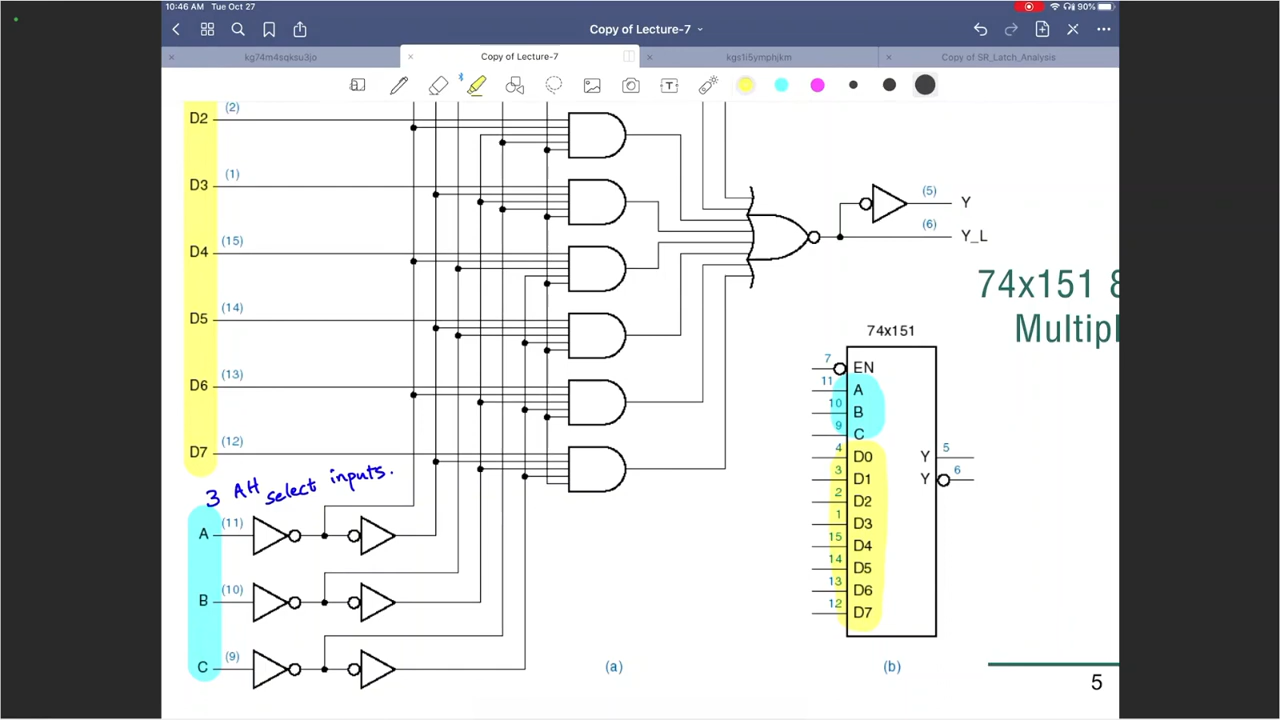 10:46 AM Tue Oct 27
90%
Copy of Lecture-7
kg74m4sqksu3jo
Copy of Lecture-7
kgs1i5ymphjkm
Copy of SR_Latch_Analysis
D2 (2)
D3 (1)
D4 (15)
D5 (14)
D6 (13)
D7 (12)
3 AH select inputs.
A (11)
B (10)
C (9)
(a)
(5) Y
(6) Y_L
74x151 8
Multipl
74x151
7 EN
11 A
10 B
9 C
4 D0
3 D1
2 D2
1 D3
15 D4
14 D5
13 D6
12 D7
Y 5
Y 6
(b)
5